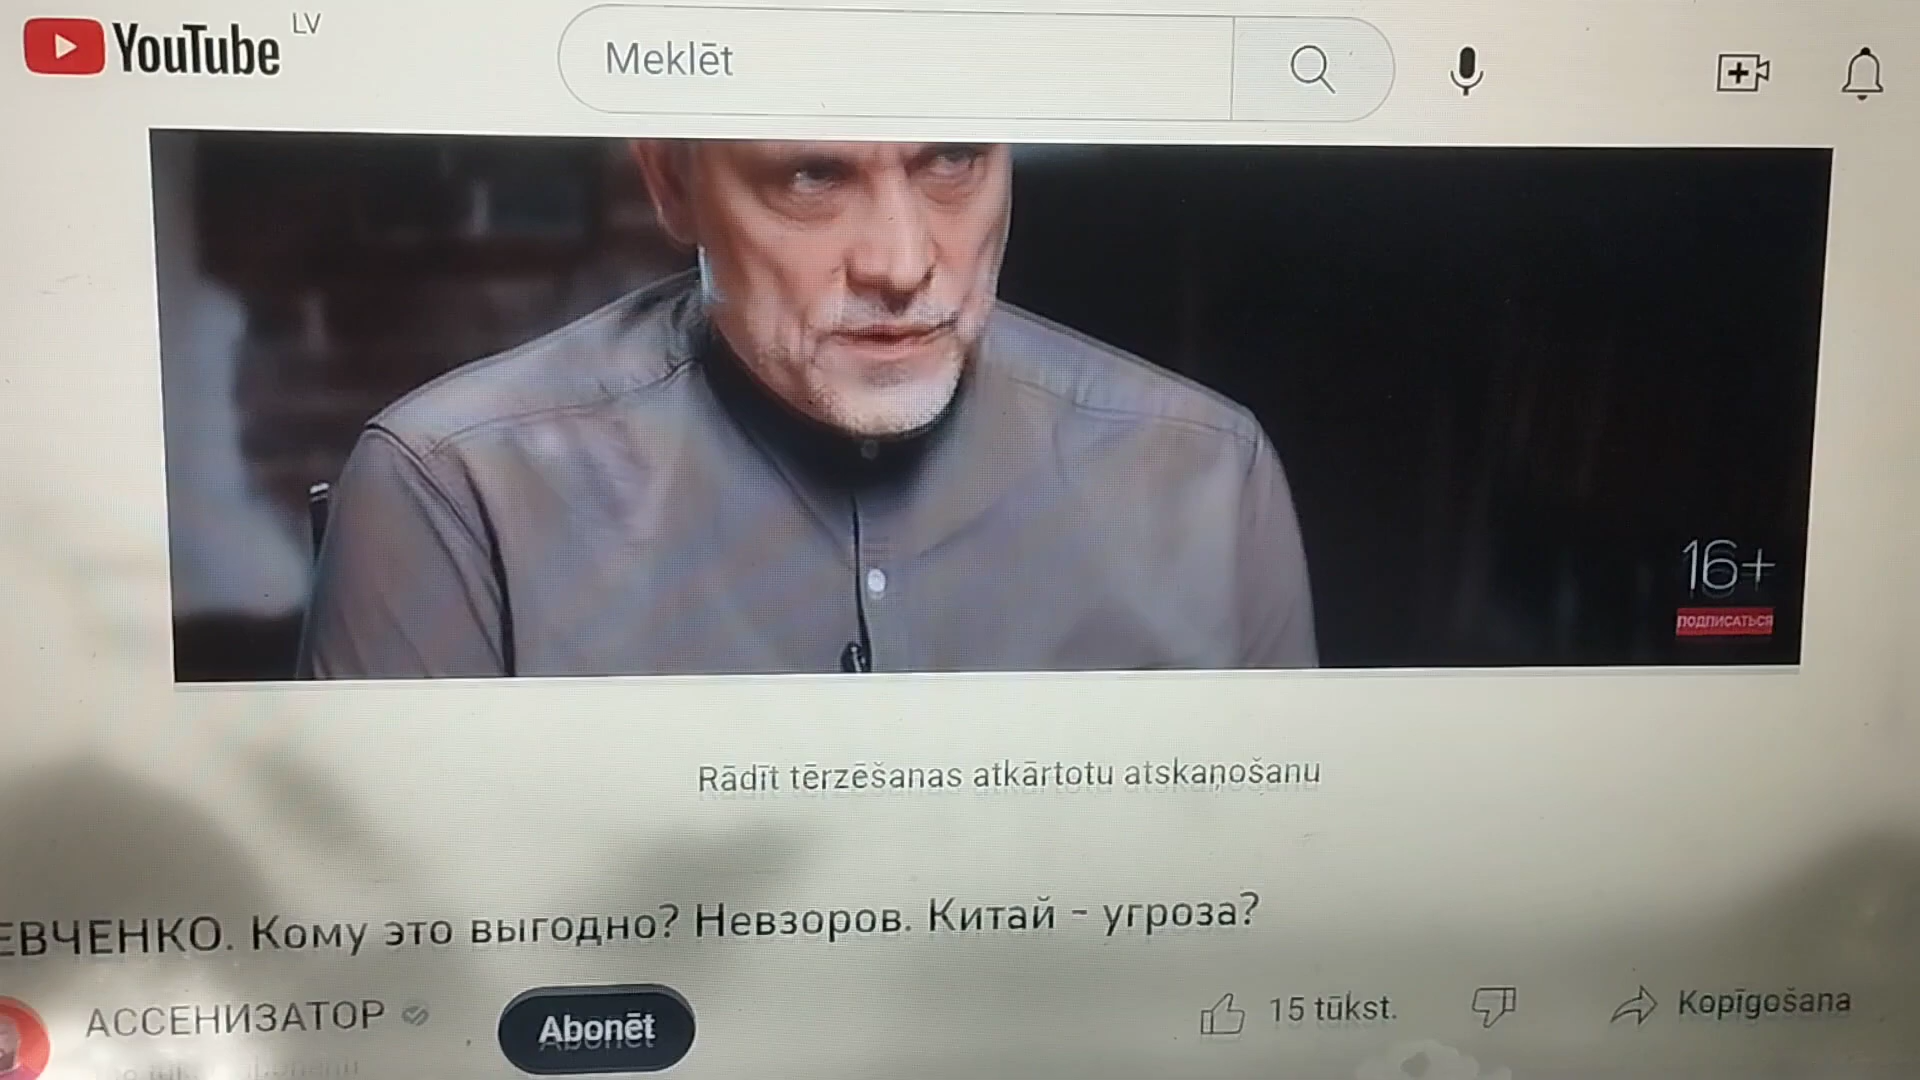 YouTube LV
Meklēt
16+
ПОДПИСАТЬСЯ
Rādīt tērzēšanas atkārtotu atskaņošanu
ЕВЧЕНКО. Кому это выгодно? Невзоров. Китай - угроза?
АССЕНИЗАТОР
Abonēt
15 tūkst.
Kopīgošana